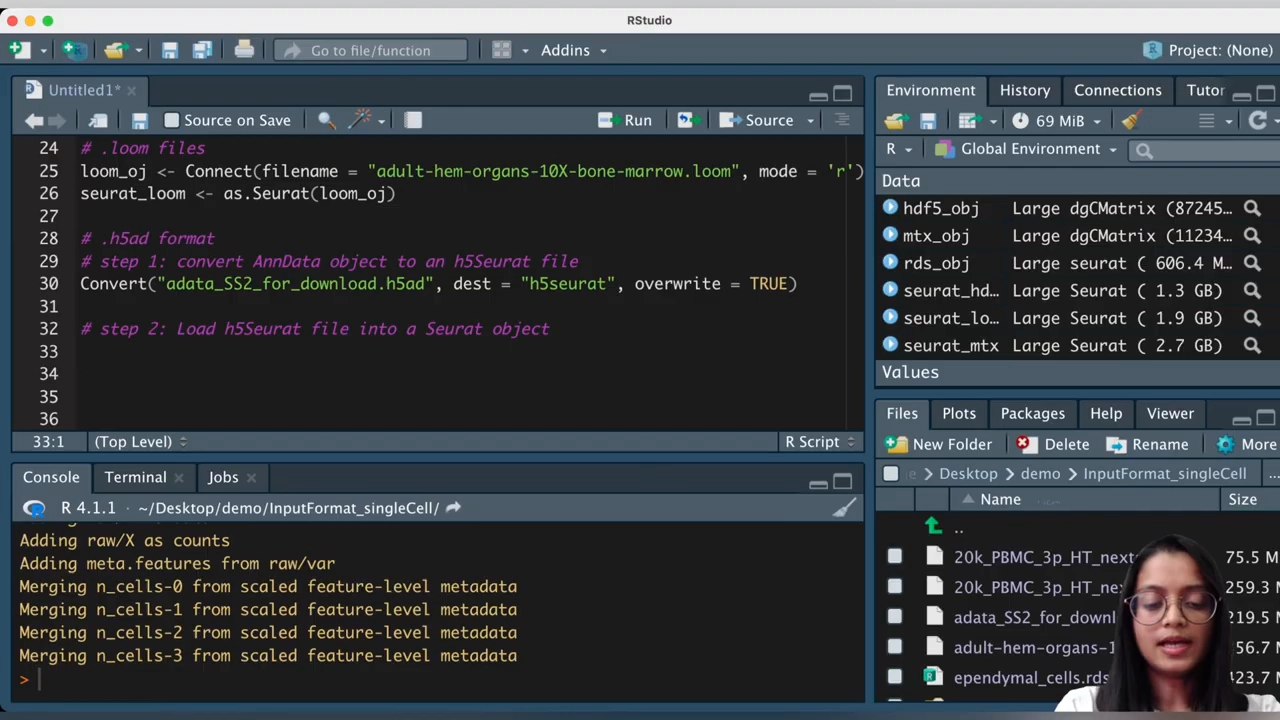 RStudio
Go to file/function
Addins
Project: (None)
Untitled1*
Source on Save
Run
Source
24 # .loom files
25 loom_oj <- Connect(filename = "adult-hem-organs-10X-bone-marrow.loom", mode = 'r')
26 seurat_loom <- as.Seurat(loom_oj)
27
28 # .h5ad format
29 # step 1: convert AnnData object to an h5Seurat file
30 Convert("adata_SS2_for_download.h5ad", dest = "h5seurat", overwrite = TRUE)
31
32 # step 2: Load h5Seurat file into a Seurat object
33
34
35
36
33:1 (Top Level) R Script
Console Terminal Jobs
R 4.1.1 · ~/Desktop/demo/InputFormat_singleCell/
Adding raw/X as counts
Adding meta.features from raw/var
Merging n_cells-0 from scaled feature-level metadata
Merging n_cells-1 from scaled feature-level metadata
Merging n_cells-2 from scaled feature-level metadata
Merging n_cells-3 from scaled feature-level metadata
>
Environment History Connections Tutor
69 MiB
R Global Environment
Data
hdf5_obj Large dgCMatrix (87245…
mtx_obj Large dgCMatrix (11234…
rds_obj Large seurat ( 606.4 M…
seurat_hd… Large Seurat ( 1.3 GB)
seurat_lo… Large Seurat ( 1.9 GB)
seurat_mtx Large Seurat ( 2.7 GB)
Values
Files Plots Packages Help Viewer
New Folder Delete Rename More
Desktop > demo > InputFormat_singleCell ...
Name Size
..
20k_PBMC_3p_HT_next 75.5 M
20k_PBMC_3p_HT_nex 259.3 M
adata_SS2_for_downl 219.5 M
adult-hem-organs-1 56.7 M
ependymal_cells.rds 423.7 M